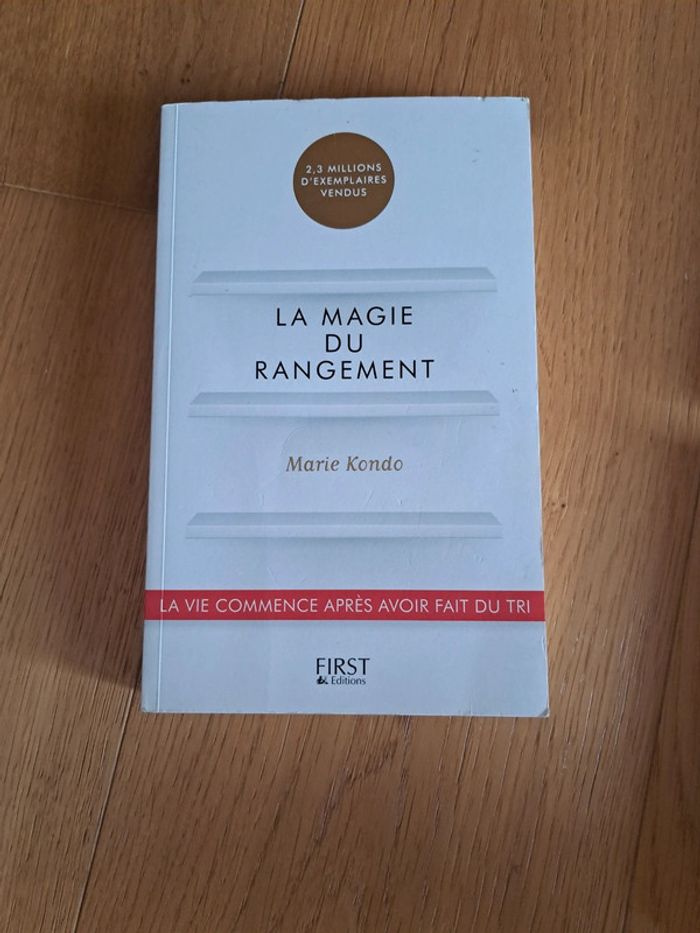 2,3 MILLIONS
D'EXEMPLAIRES
VENDUS
LA MAGIE
DU
RANGEMENT
Marie Kondo
LA VIE COMMENCE APRÈS AVOIR FAIT DU TRI
FIRST
Editions